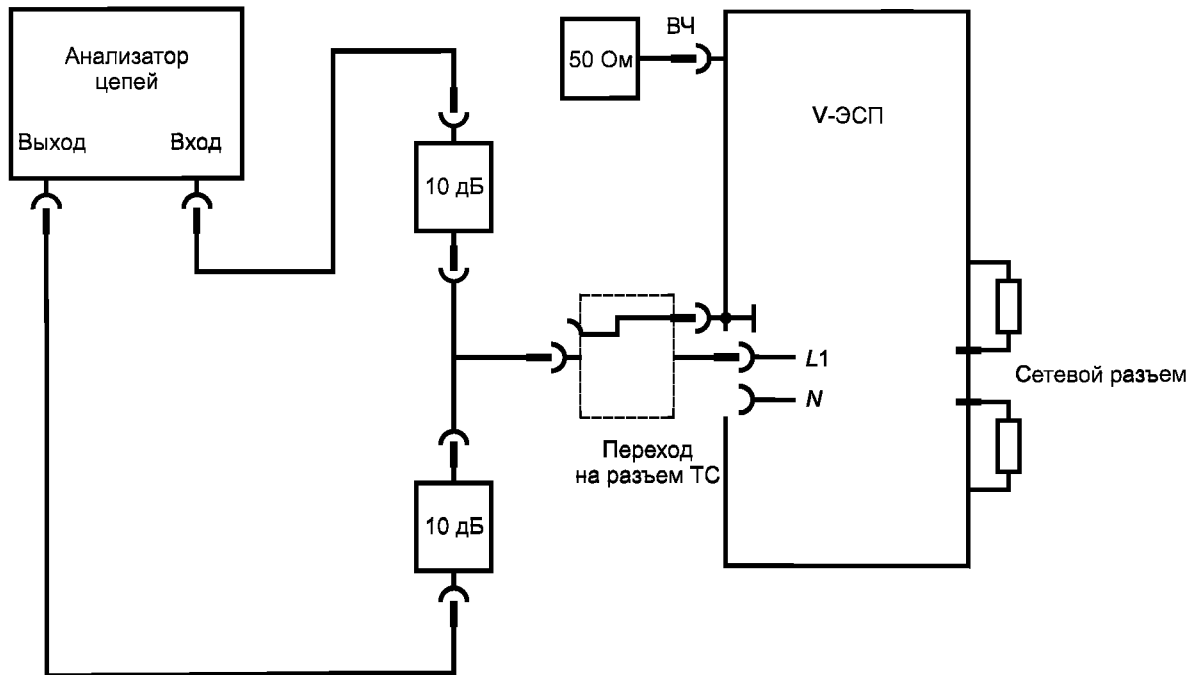 Анализатор
цепей
Выход
Вход
10 дБ
10 дБ
50 Ом
ВЧ
V-ЭСП
L1
N
Переход
на разъем ТС
Сетевой разъем